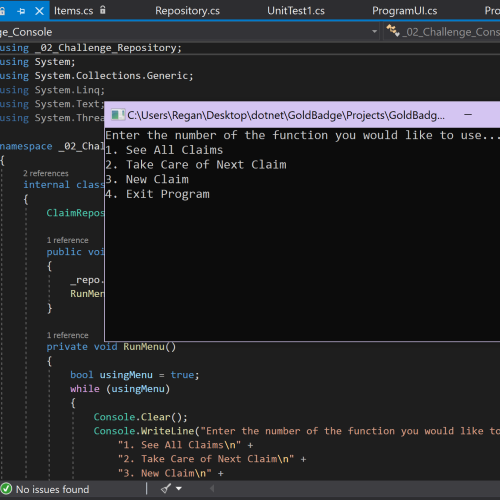 Items.cs
Repository.cs
UnitTest1.cs
ProgramUI.cs
Pro
ge_Console
_02_Challenge_Cons
using _02_Challenge_Repository;
using System;
using System.Collections.Generic;
using System.Linq;
using System.Text;
using System.Threa
C:\Users\Regan\Desktop\dotnet\GoldBadge\Projects\GoldBadg...
Enter the number of the function you would like to use...
1. See All Claims
2. Take Care of Next Claim
3. New Claim
4. Exit Program
namespace _02_Chal
{
2 references
internal class
{
ClaimRepos
1 reference
public voi
{
_repo.
RunMen
}
1 reference
private void RunMenu()
{
bool usingMenu = true;
while (usingMenu)
{
Console.Clear();
Console.WriteLine("Enter the number of the function you would like to
"1. See All Claims\n" +
"2. Take Care of Next Claim\n" +
"3. New Claim\n" +
No issues found